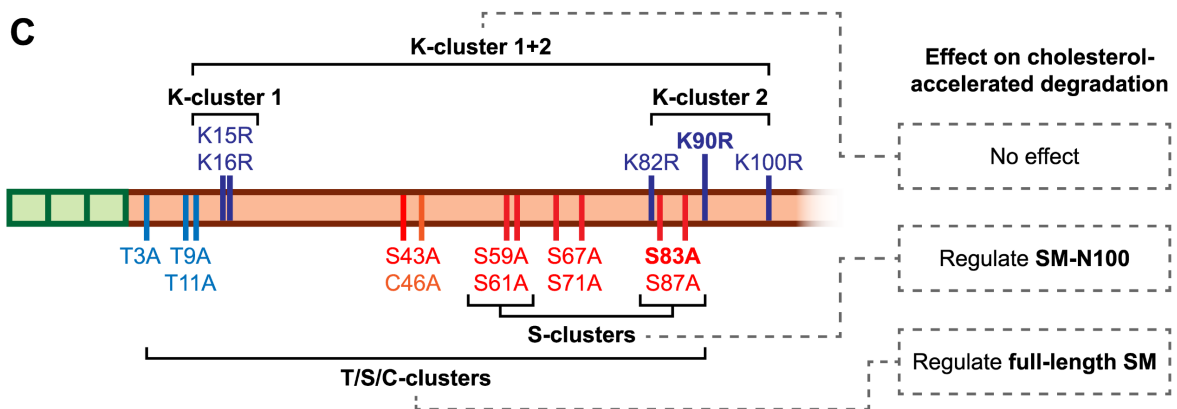 C
K-cluster 1+2
Effect on cholesterol-
accelerated degradation
K-cluster 1
K-cluster 2
K15R
K16R
K82R
K90R
K100R
No effect
T3A
T9A
T11A
S43A
C46A
S59A
S61A
S67A
S71A
S83A
S87A
Regulate SM-N100
S-clusters
T/S/C-clusters
Regulate full-length SM